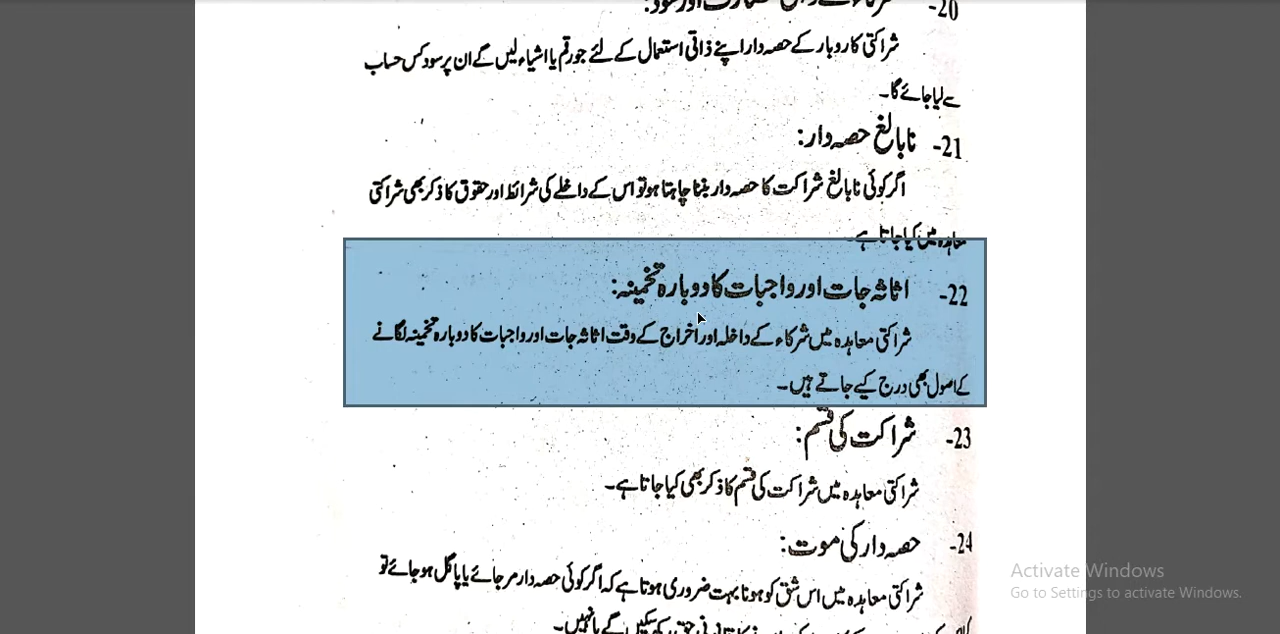 -20
شراکتی کاروبار کے حصہ دار اپنے ذاتی استعمال کے لئے جو رقم یا اشیاء لیں گے ان پر سود کس حساب
سے لیا جائے گا۔
-21 نابالغ حصہ دار:
اگر کوئی نابالغ شراکت کا حصہ دار بننا چاہتا ہو تو اس کے داخلے کی شرائط اور حقوق کا ذکر بھی شراکتی
معاہدہ میں کیا جاتا ہے۔
-22 اثاثہ جات اور واجبات کا دوبارہ تخمینہ:
شراکتی معاہدہ میں شرکاء کے داخلہ اور اخراج کے وقت اثاثہ جات اور واجبات کا دوبارہ تخمینہ لگانے
کے اصول بھی درج کیے جاتے ہیں۔
-23 شراکت کی قسم:
شراکتی معاہدہ میں شراکت کی قسم کا ذکر بھی کیا جاتا ہے۔
-24 حصہ دار کی موت:
شراکتی معاہدہ میں اس شق کو ہونا بہت ضروری ہوتا ہے کہ اگر کوئی حصہ دار مر جائے یا پاگل ہو جائے تو
Activate Windows
Go to Settings to activate Windows.